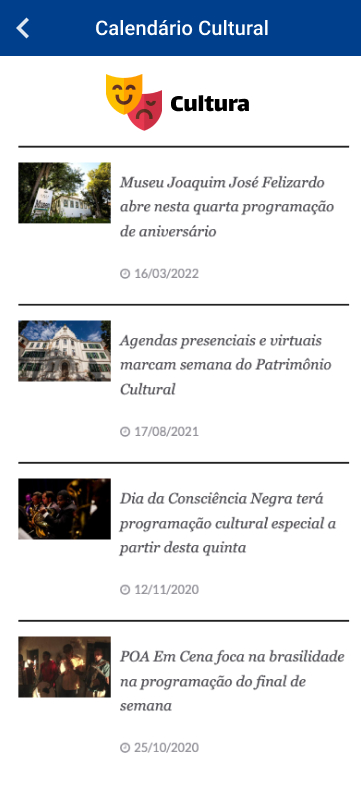 Calendário Cultural
Cultura
Museu Joaquim José Felizardo
abre nesta quarta programação
de aniversário
16/03/2022
Agendas presenciais e virtuais
marcam semana do Patrimônio
Cultural
17/08/2021
Dia da Consciência Negra terá
programação cultural especial a
partir desta quinta
12/11/2020
POA Em Cena foca na brasilidade
na programação do final de
semana
25/10/2020